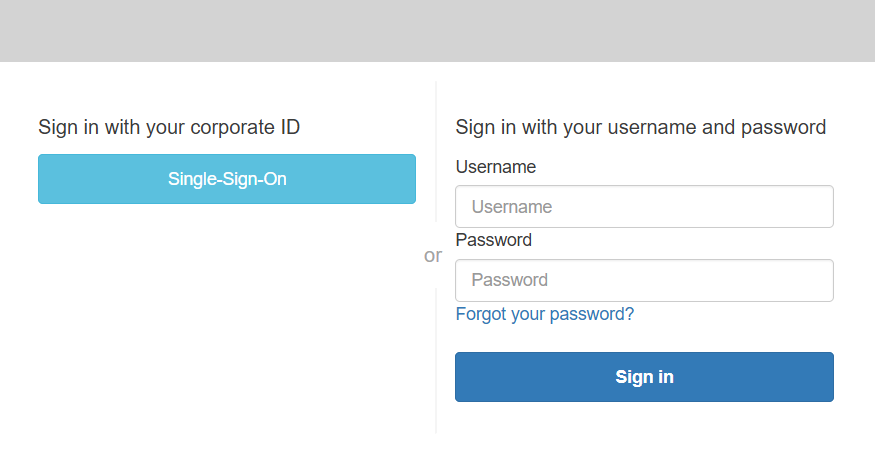 Sign in with your corporate ID
Single-Sign-On
or
Sign in with your username and password
Username
Username
Password
Password
Forgot your password?
Sign in